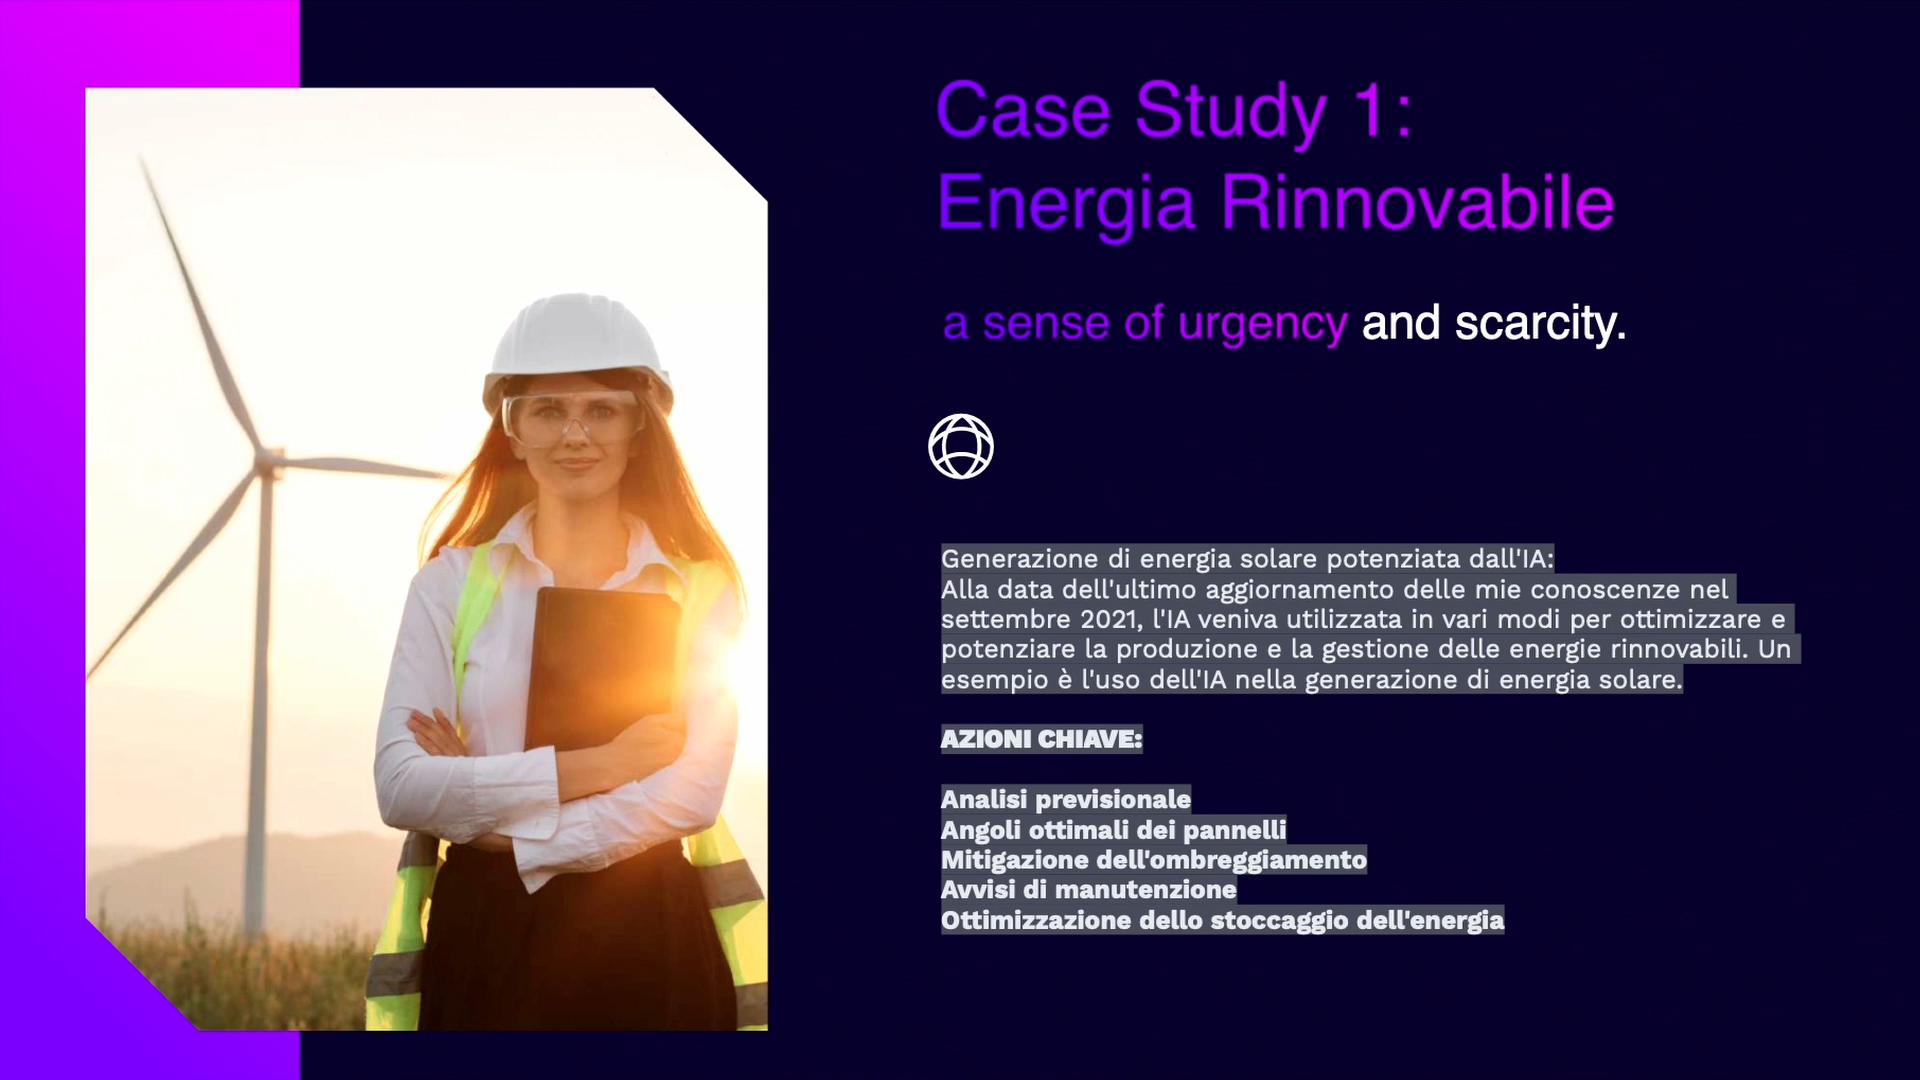 Case Study 1:
Energia Rinnovabile
a sense of urgency and scarcity.
Generazione di energia solare potenziata dall'IA:
Alla data dell'ultimo aggiornamento delle mie conoscenze nel
settembre 2021, l'IA veniva utilizzata in vari modi per ottimizzare e
potenziare la produzione e la gestione delle energie rinnovabili. Un
esempio è l'uso dell'IA nella generazione di energia solare.
AZIONI CHIAVE:
Analisi previsionale
Angoli ottimali dei pannelli
Mitigazione dell'ombreggiamento
Avvisi di manutenzione
Ottimizzazione dello stoccaggio dell'energia